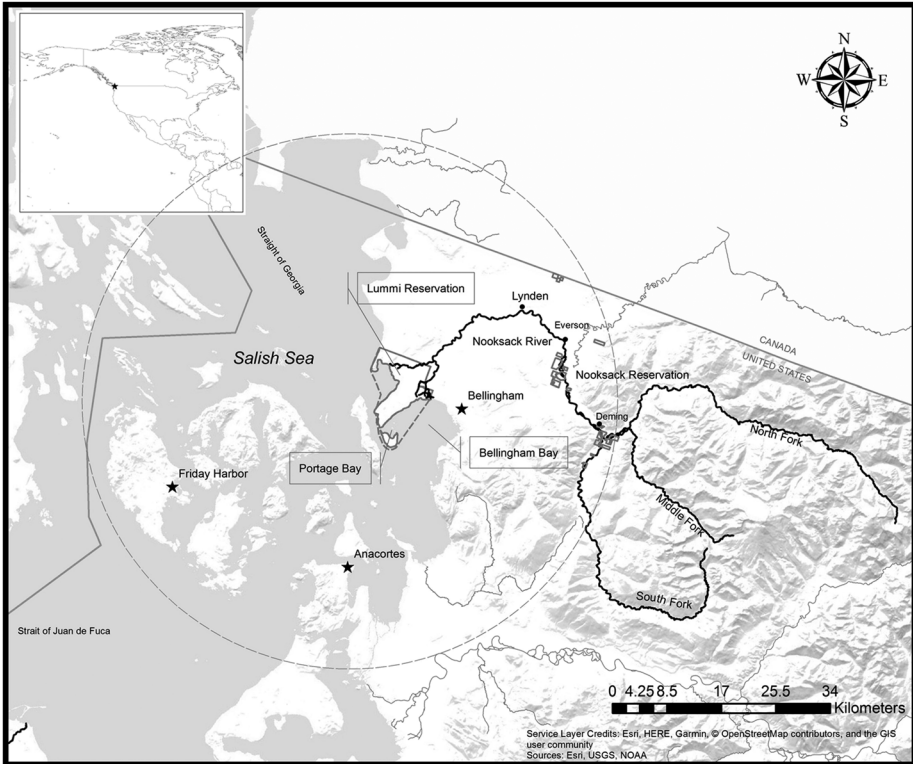 N
W E
S
Straight of Georgia
Lummi Reservation
Lynden
Everson
CANADA
UNITED STATES
Salish Sea
Nooksack River
Nooksack Reservation
Bellingham
Deming
North Fork
Bellingham Bay
Portage Bay
Friday Harbor
Middle Fork
Anacortes
South Fork
Strait of Juan de Fuca
0 4.25 8.5 17 25.5 34
Kilometers
Service Layer Credits: Esri, HERE, Garmin, © OpenStreetMap contributors, and the GIS
user community
Sources: Esri, USGS, NOAA